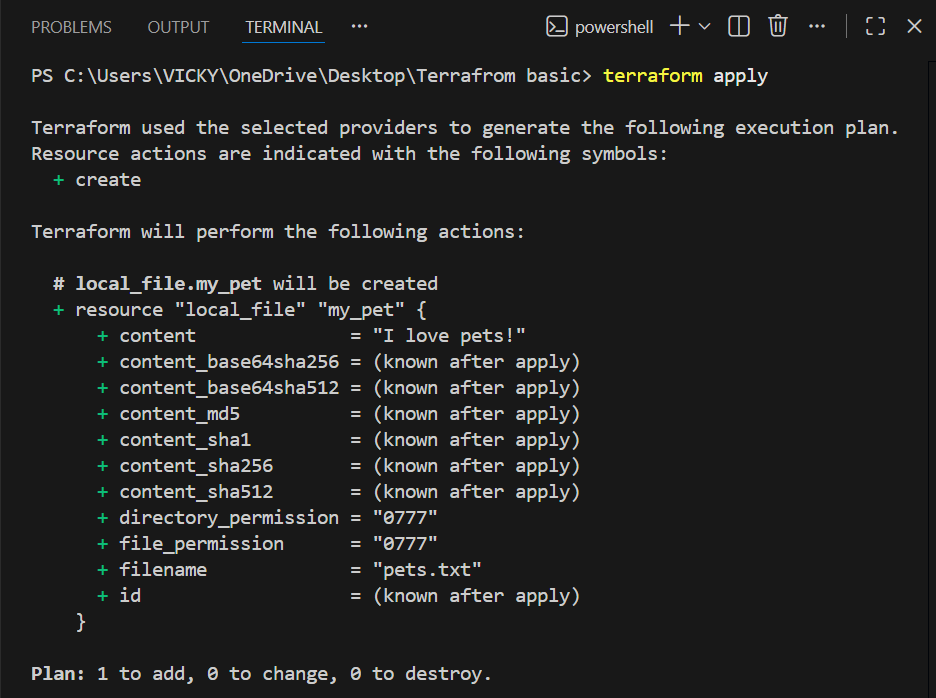 PROBLEMS OUTPUT TERMINAL ··· powershell ···
PS C:\Users\VICKY\OneDrive\Desktop\Terrafrom basic> terraform apply
Terraform used the selected providers to generate the following execution plan.
Resource actions are indicated with the following symbols:
  + create
Terraform will perform the following actions:
  # local_file.my_pet will be created
  + resource "local_file" "my_pet" {
      + content              = "I love pets!"
      + content_base64sha256 = (known after apply)
      + content_base64sha512 = (known after apply)
      + content_md5          = (known after apply)
      + content_sha1         = (known after apply)
      + content_sha256       = (known after apply)
      + content_sha512       = (known after apply)
      + directory_permission = "0777"
      + file_permission      = "0777"
      + filename             = "pets.txt"
      + id                   = (known after apply)
    }
Plan: 1 to add, 0 to change, 0 to destroy.